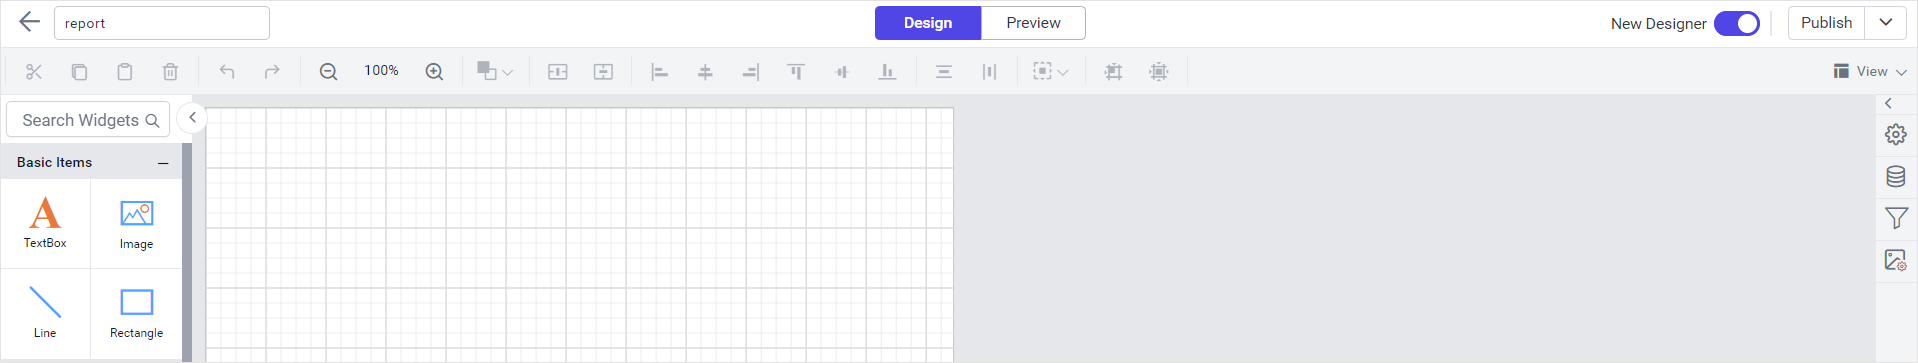 report
Design
Preview
New Designer
Publish
100%
View
Search Widgets
Basic Items
TextBox
Image
Line
Rectangle